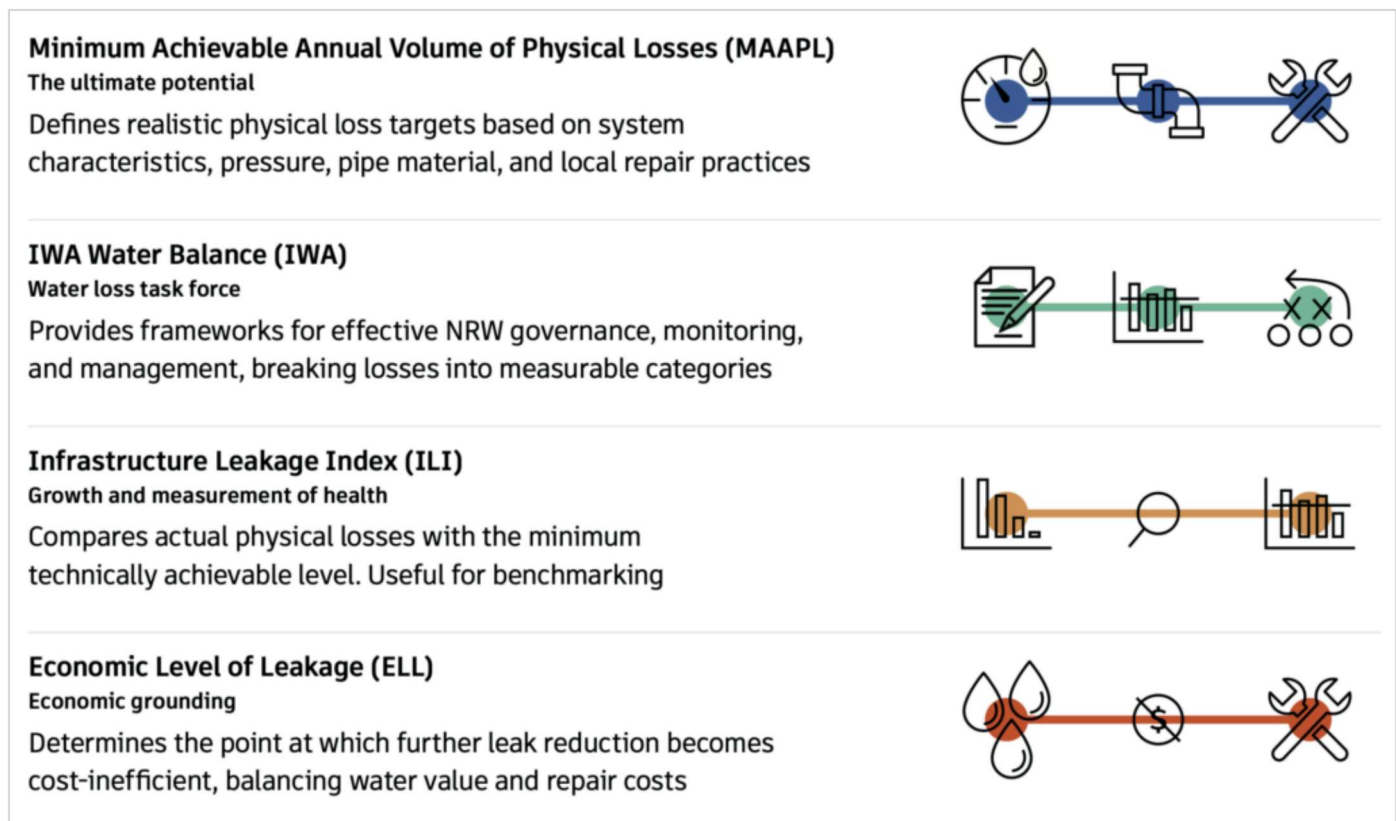 Minimum Achievable Annual Volume of Physical Losses (MAAPL)
The ultimate potential
Defines realistic physical loss targets based on system
characteristics, pressure, pipe material, and local repair practices
IWA Water Balance (IWA)
Water loss task force
Provides frameworks for effective NRW governance, monitoring,
and management, breaking losses into measurable categories
Infrastructure Leakage Index (ILI)
Growth and measurement of health
Compares actual physical losses with the minimum
technically achievable level. Useful for benchmarking
Economic Level of Leakage (ELL)
Economic grounding
$
Determines the point at which further leak reduction becomes
cost-inefficient, balancing water value and repair costs